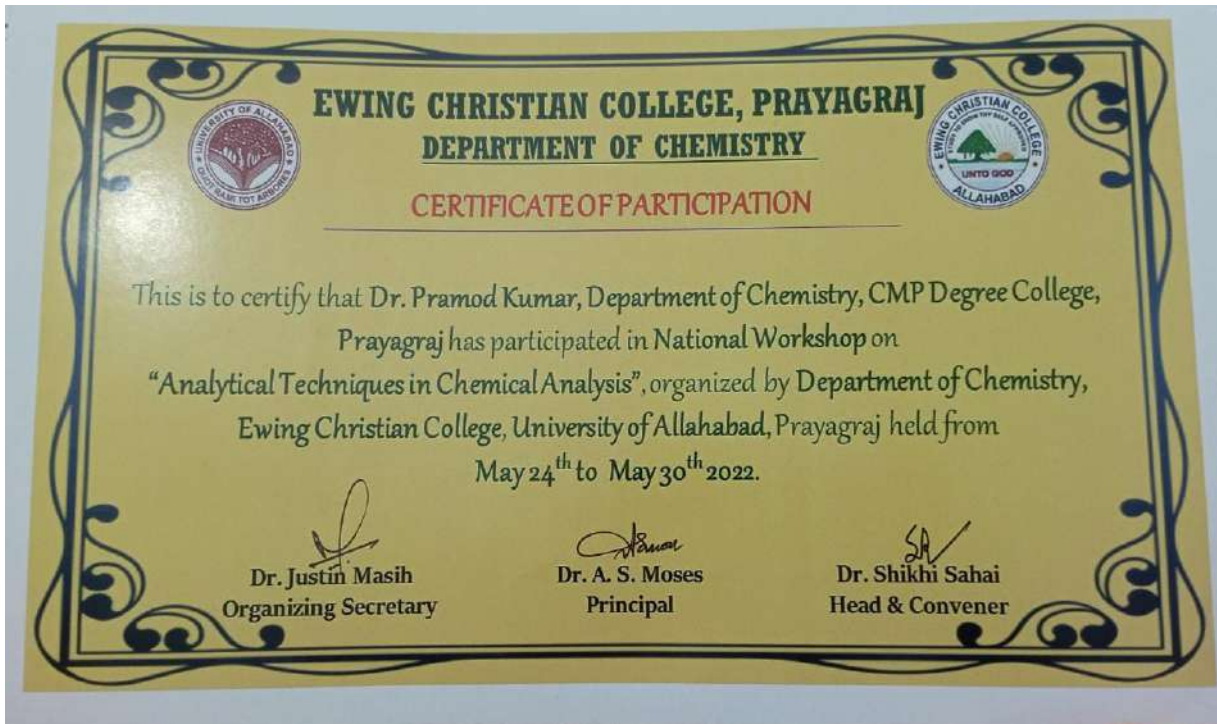 EWING CHRISTIAN COLLEGE, PRAYAGRAJ
DEPARTMENT OF CHEMISTRY
UNIVERSITY OF ALLAHABAD
QUOT RAMI TOT ARBORES
EWING CHRISTIAN COLLEGE
UNTO GOD
ALLAHABAD
CERTIFICATE OF PARTICIPATION
This is to certify that Dr. Pramod Kumar, Department of Chemistry, CMP Degree College,
Prayagraj has participated in National Workshop on
“Analytical Techniques in Chemical Analysis”, organized by Department of Chemistry,
Ewing Christian College, University of Allahabad, Prayagraj held from
May 24th to May 30th 2022.
Dr. Justin Masih
Organizing Secretary
Dr. A. S. Moses
Principal
Dr. Shikhi Sahai
Head & Convener